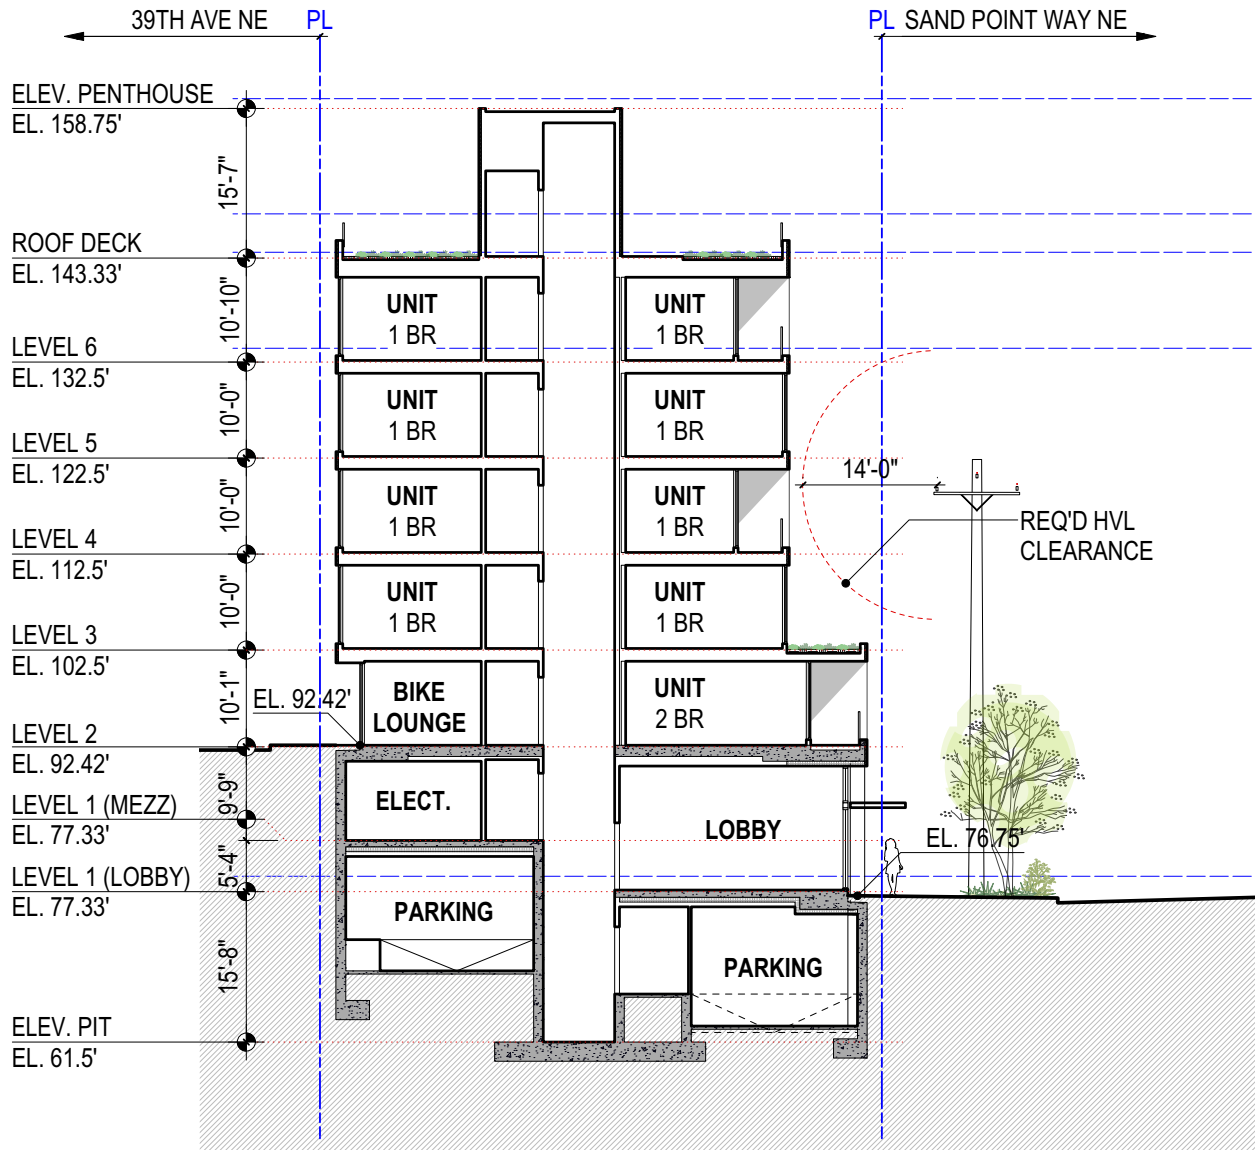 39TH AVE NE
PL
PL
SAND POINT WAY NE
ELEV. PENTHOUSE
EL. 158.75'
15'-7"
ROOF DECK
EL. 143.33'
10'-10"
UNIT
1 BR
UNIT
1 BR
LEVEL 6
EL. 132.5'
10'-0"
UNIT
1 BR
UNIT
1 BR
LEVEL 5
EL. 122.5'
14'-0"
10'-0"
UNIT
1 BR
UNIT
1 BR
REQ'D HVL
CLEARANCE
LEVEL 4
EL. 112.5'
10'-0"
UNIT
1 BR
UNIT
1 BR
LEVEL 3
EL. 102.5'
10'-1"
EL. 92.42'
BIKE
LOUNGE
UNIT
2 BR
LEVEL 2
EL. 92.42'
9'-9"
LEVEL 1 (MEZZ)
EL. 77.33'
ELECT.
LOBBY
EL. 76.75'
5'-4"
LEVEL 1 (LOBBY)
EL. 77.33'
PARKING
15'-8"
PARKING
ELEV. PIT
EL. 61.5'